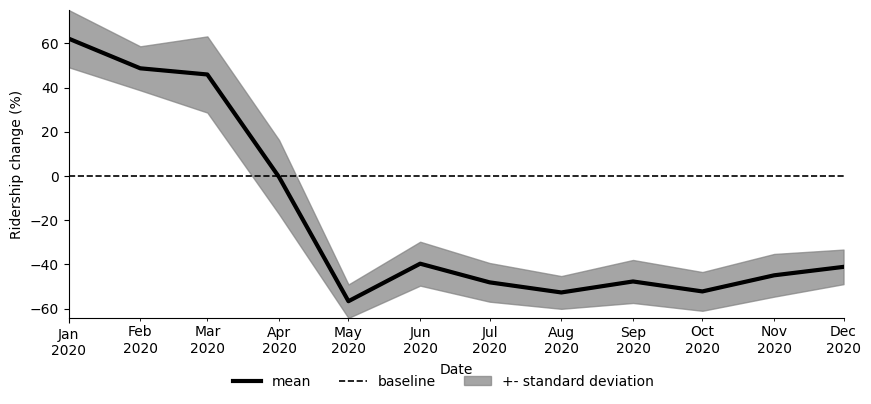 60
40
20
0
−20
−40
−60
Ridership change (%)
Jan Feb Mar Apr May Jun Jul Aug Sep Oct Nov Dec
2020 2020 2020 2020 2020 2020 2020 2020 2020 2020 2020 2020
Date
mean baseline +- standard deviation